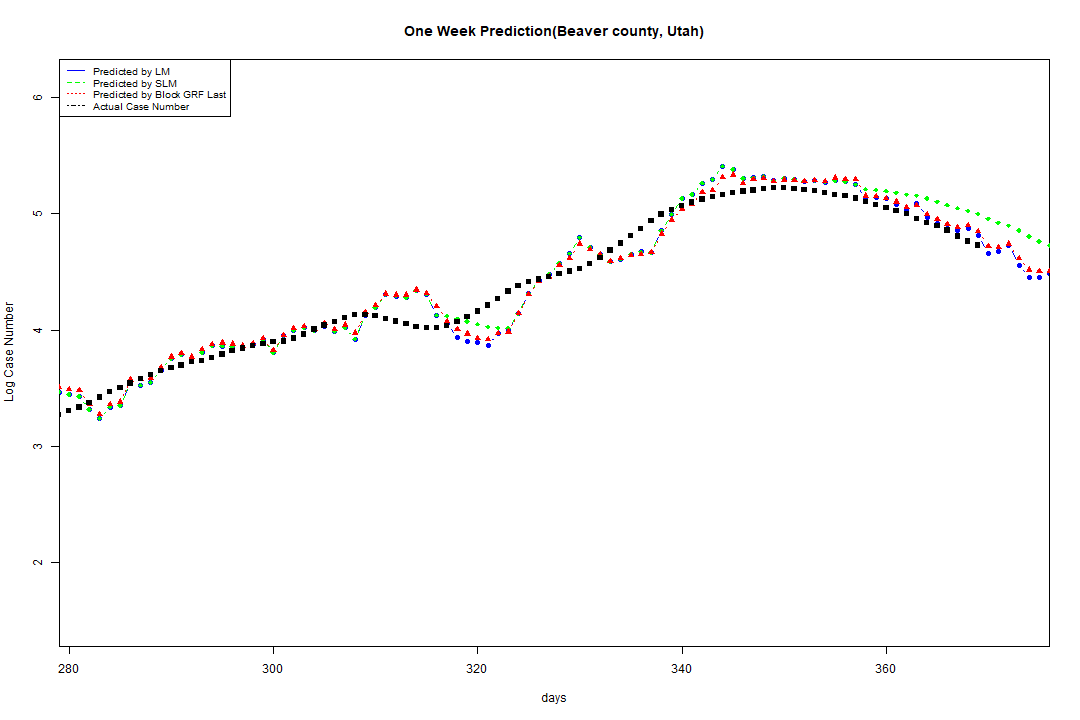 One Week Prediction(Beaver county, Utah)
Predicted by LM
Predicted by SLM
Predicted by Block GRF Last
Actual Case Number
6
5
4
3
2
Log Case Number
280 300 320 340 360
days